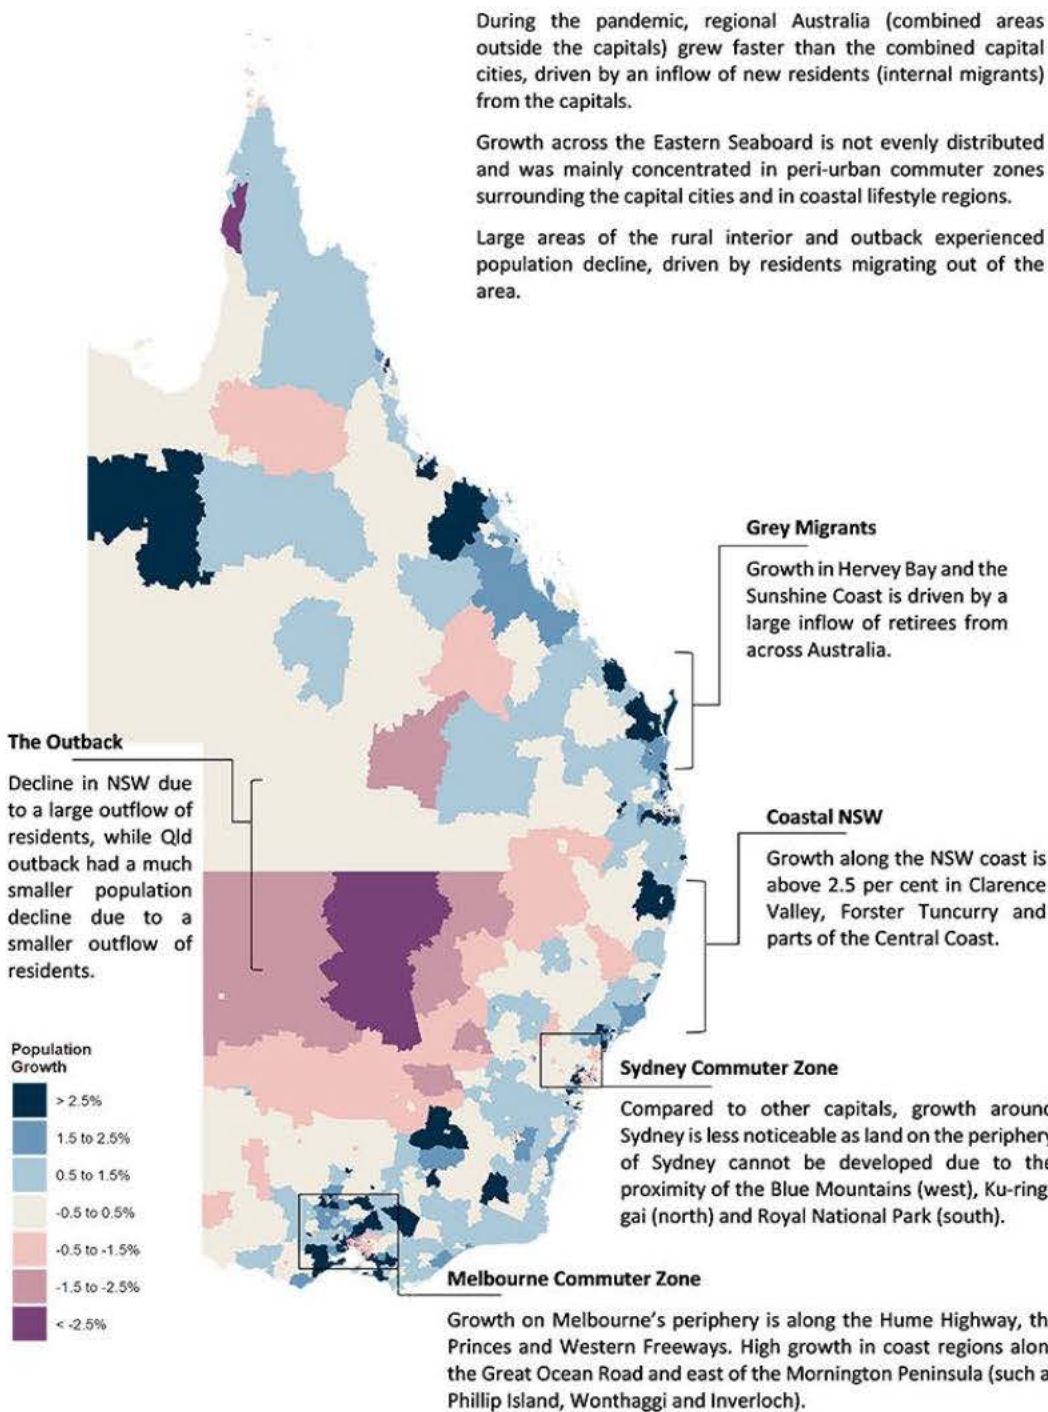 During the pandemic, regional Australia (combined areas
outside the capitals) grew faster than the combined capital
cities, driven by an inflow of new residents (internal migrants)
from the capitals.
Growth across the Eastern Seaboard is not evenly distributed
and was mainly concentrated in peri-urban commuter zones
surrounding the capital cities and in coastal lifestyle regions.
Large areas of the rural interior and outback experienced
population decline, driven by residents migrating out of the
area.
Grey Migrants
Growth in Hervey Bay and the
Sunshine Coast is driven by a
large inflow of retirees from
across Australia.
The Outback
Decline in NSW due
to a large outflow of
residents, while Qld
outback had a much
smaller population
decline due to a
smaller outflow of
residents.
Coastal NSW
Growth along the NSW coast is
above 2.5 per cent in Clarence
Valley, Forster Tuncurry and
parts of the Central Coast.
Population
Growth
> 2.5%
1.5 to 2.5%
0.5 to 1.5%
-0.5 to 0.5%
-0.5 to -1.5%
-1.5 to -2.5%
< -2.5%
Sydney Commuter Zone
Compared to other capitals, growth around
Sydney is less noticeable as land on the periphery
of Sydney cannot be developed due to the
proximity of the Blue Mountains (west), Ku-ring
gai (north) and Royal National Park (south).
Melbourne Commuter Zone
Growth on Melbourne's periphery is along the Hume Highway, th
Princes and Western Freeways. High growth in coast regions alon
the Great Ocean Road and east of the Mornington Peninsula (such a
Phillip Island, Wonthaggi and Inverloch).